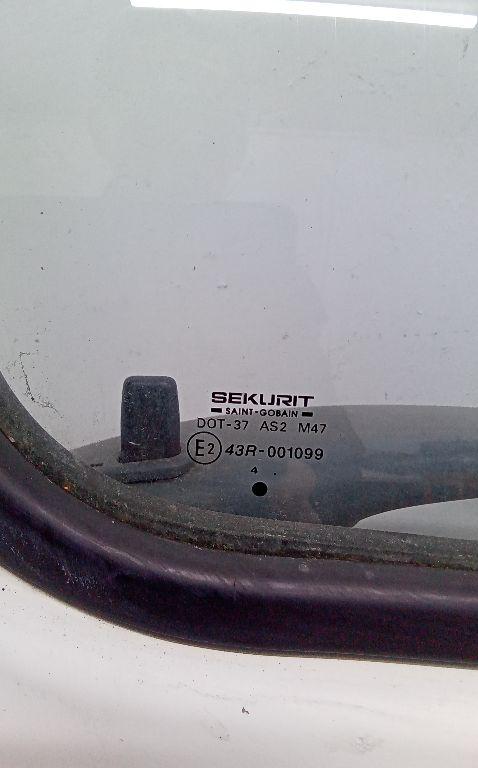 SEKURIT
SAINT-GOBAIN
DOT-37 AS2 M47
E2 43R-001099
4 .